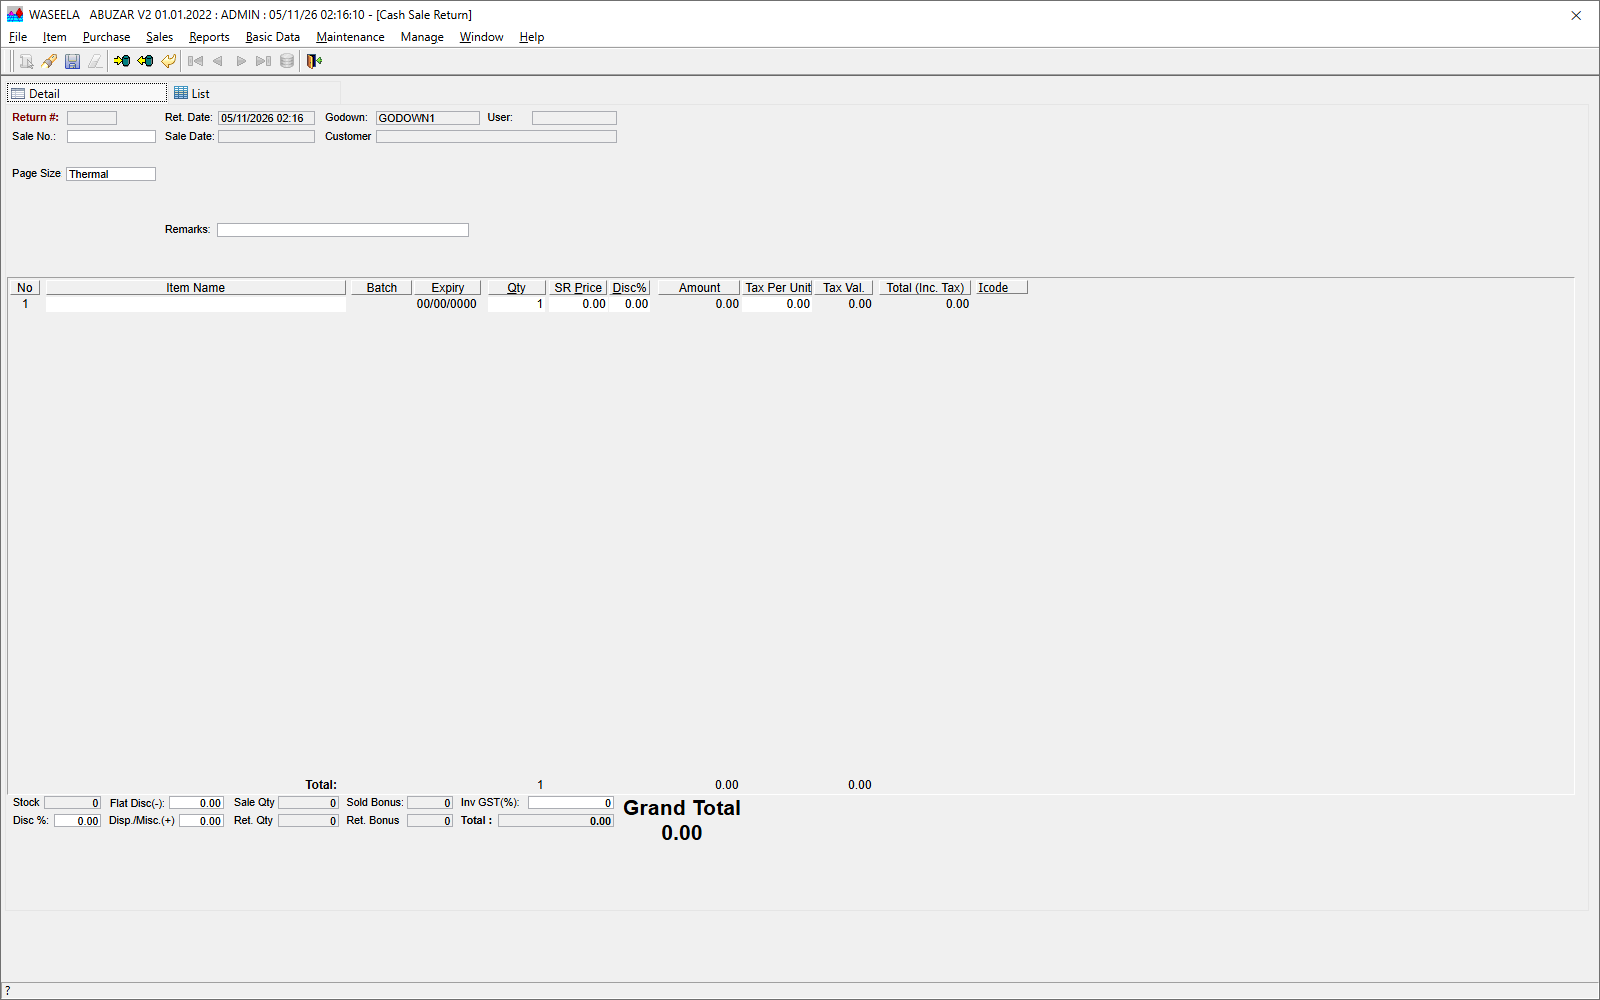 WASEELA   ABUZAR V2 01.01.2022 : ADMIN : 05/11/26 02:16:10 - [Cash Sale Return]
File Item Purchase Sales Reports Basic Data Maintenance Manage Window Help
Detail List
Return #: Ret. Date: 05/11/2026 02:16 Godown: GODOWN1 User:
Sale No.: Sale Date: Customer
Page Size Thermal
Remarks:
No Item Name Batch Expiry Qty SR Price Disc% Amount Tax Per Unit Tax Val. Total (Inc. Tax) Icode
1 00/00/0000 1 0.00 0.00 0.00 0.00 0.00 0.00
Total: 1 0.00 0.00
Stock 0 Flat Disc(-): 0.00 Sale Qty 0 Sold Bonus: 0 Inv GST(%): 0 Grand Total
Disc %: 0.00 Disp./Misc.(+) 0.00 Ret. Qty 0 Ret. Bonus 0 Total : 0.00 0.00
?